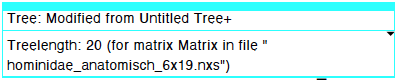 Tree: Modified from Untitled Tree+
Treelength: 20 (for matrix Matrix in file "
hominidae_anatomisch_6x19.nxs")